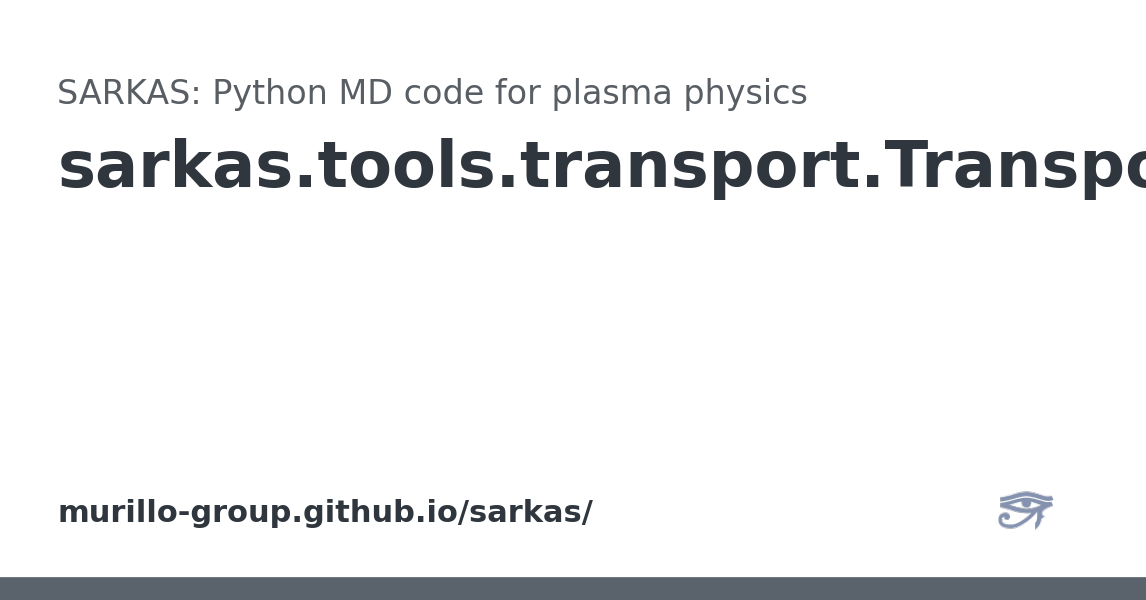 SARKAS: Python MD code for plasma physics
sarkas.tools.transport.Transpo
murillo-group.github.io/sarkas/